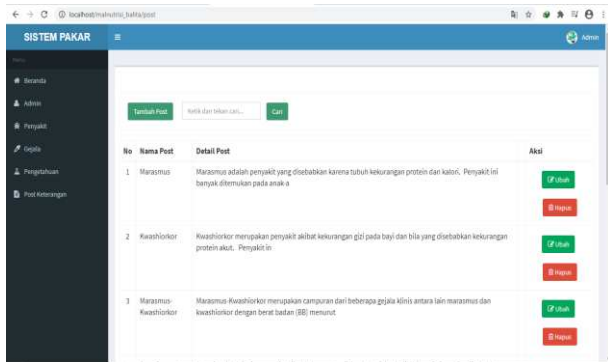 localhost/malnutrisi_balita/post
SISTEM PAKAR
Admin
Menu
Beranda
Admin
Penyakit
Gejala
Pengetahuan
Post Keterangan
Tambah Post
Ketik dan tekan cari...
Cari
No Nama Post Detail Post Aksi
1 Marasmus Marasmus adalah penyakit yang disebabkan karena tubuh kekurangan protein dan kalori. Penyakit ini
banyak ditemukan pada anak-a
Ubah
Hapus
2 Kwashiorkor Kwashiorkor merupakan penyakit akibat kekurangan gizi pada bayi dan bila yang disebabkan kekurangan
protein akut. Penyakit in
Ubah
Hapus
3 Marasmus- Marasmus-Kwashiorkor merupakan campuran dari beberapa gejala klinis antara lain marasmus dan
Kwashiorkor kwashiorkor dengan berat badan (BB) menurut
Ubah
Hapus